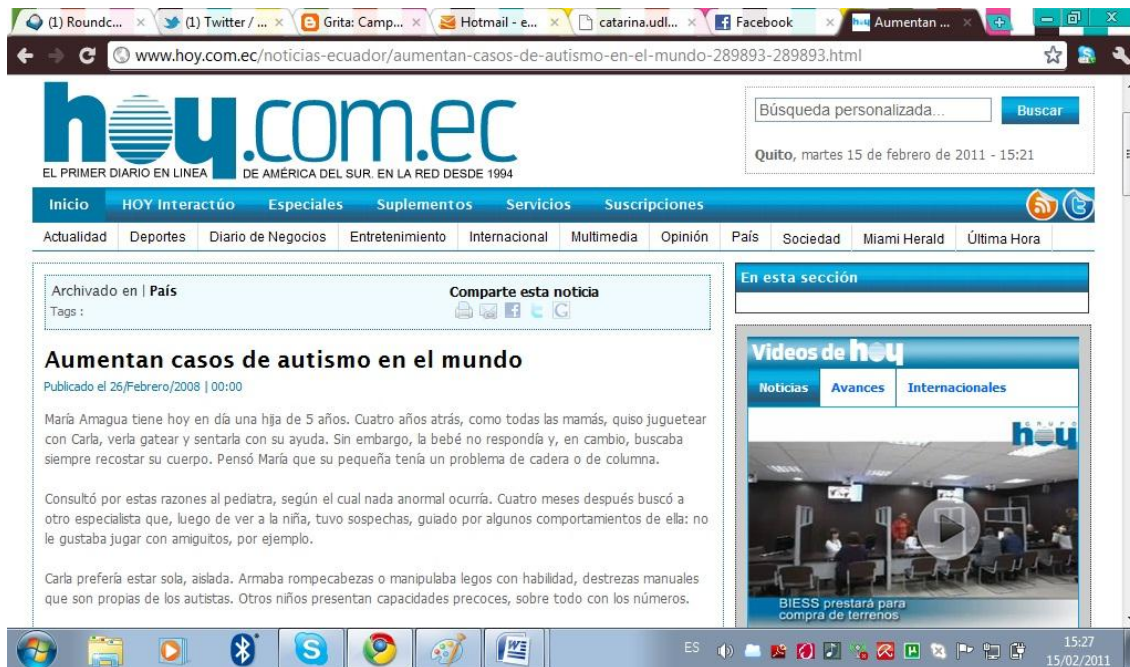 (1) Roundc...
(1) Twitter / ...
Grita: Camp...
Hotmail - e...
catarina.udl...
Facebook
Aumentan ...
www.hoy.com.ec/noticias-ecuador/aumentan-casos-de-autismo-en-el-mundo-289893-289893.html
hoy.com.ec
EL PRIMER DIARIO EN LINEA DE AMÉRICA DEL SUR. EN LA RED DESDE 1994
Búsqueda personalizada...
Buscar
Quito, martes 15 de febrero de 2011 - 15:21
Inicio HOY Interactúo Especiales Suplementos Servicios Suscripciones
Actualidad Deportes Diario de Negocios Entretenimiento Internacional Multimedia Opinión País Sociedad Miami Herald Última Hora
Archivado en | País
Tags :
Comparte esta noticia
Aumentan casos de autismo en el mundo
Publicado el 26/Febrero/2008 | 00:00
María Amagua tiene hoy en día una hija de 5 años. Cuatro años atrás, como todas las mamás, quiso juguetear
con Carla, verla gatear y sentarla con su ayuda. Sin embargo, la bebé no respondía y, en cambio, buscaba
siempre recostar su cuerpo. Pensó María que su pequeña tenía un problema de cadera o de columna.
Consultó por estas razones al pediatra, según el cual nada anormal ocurría. Cuatro meses después buscó a
otro especialista que, luego de ver a la niña, tuvo sospechas, guiado por algunos comportamientos de ella: no
le gustaba jugar con amiguitos, por ejemplo.
Carla prefería estar sola, aislada. Armaba rompecabezas o manipulaba legos con habilidad, destrezas manuales
que son propias de los autistas. Otros niños presentan capacidades precoces, sobre todo con los números.
En esta sección
Videos de hoy
Noticias Avances Internacionales
GRUPO
hoy
BIESS prestará para
compra de terrenos
ES
15:27
15/02/2011